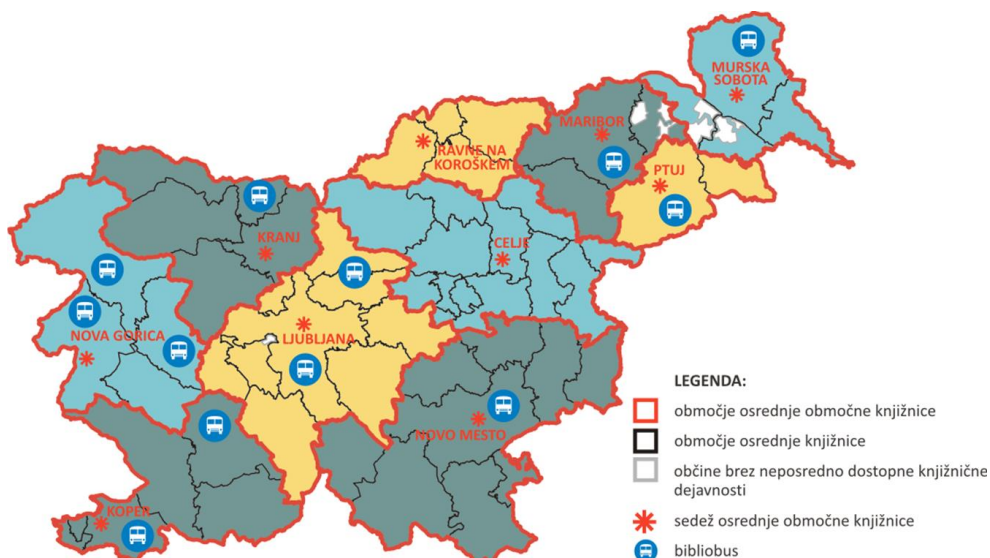 MURSKA
SOBOTA
MARIBOR
RAVNE NA
KOROŠKEM
PTUJ
KRANJ
CELJE
LJUBLJANA
NOVA GORICA
NOVO MESTO
KOPER
LEGENDA:
območje osrednje območne knjižnice
območje osrednje knjižnice
občine brez neposredno dostopne knjižnične
dejavnosti
sedež osrednje območne knjižnice
bibliobus